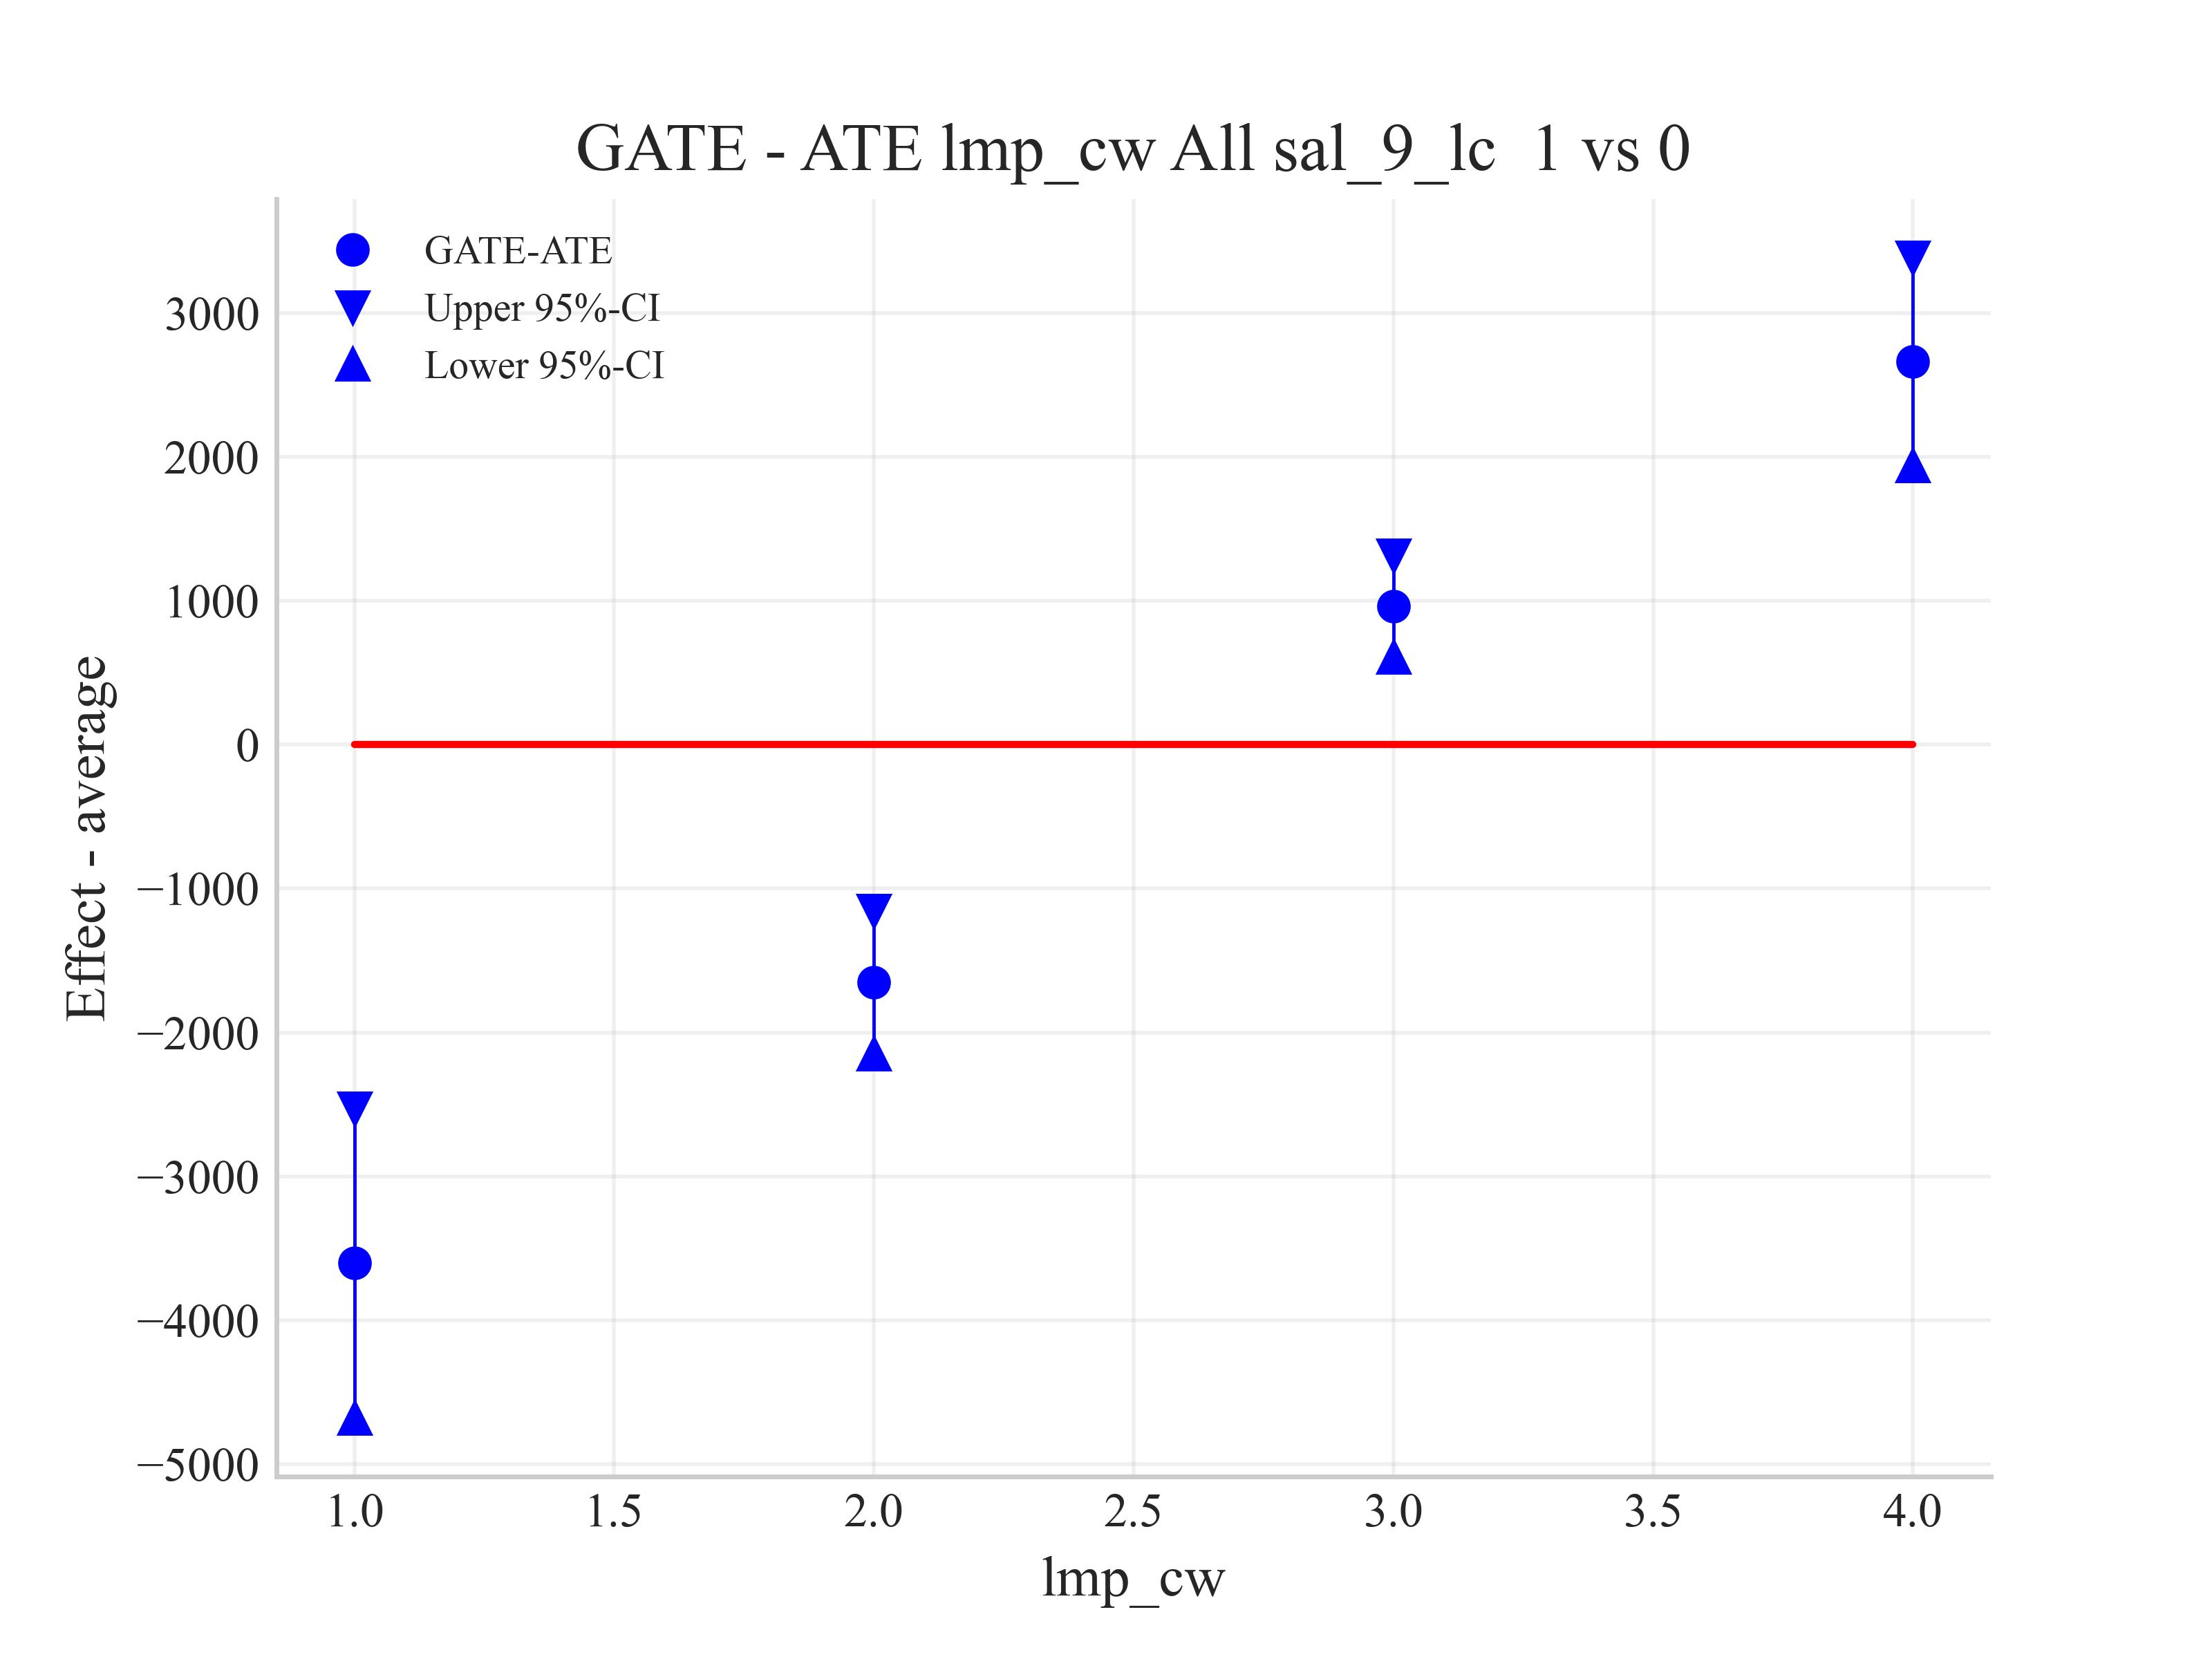 GATE - ATE lmp_cw All sal_9_lc  1 vs 0
GATE-ATE
Upper 95%-CI
Lower 95%-CI
3000
2000
1000
0
−1000
−2000
−3000
−4000
−5000
Effect - average
1.0 1.5 2.0 2.5 3.0 3.5 4.0
lmp_cw